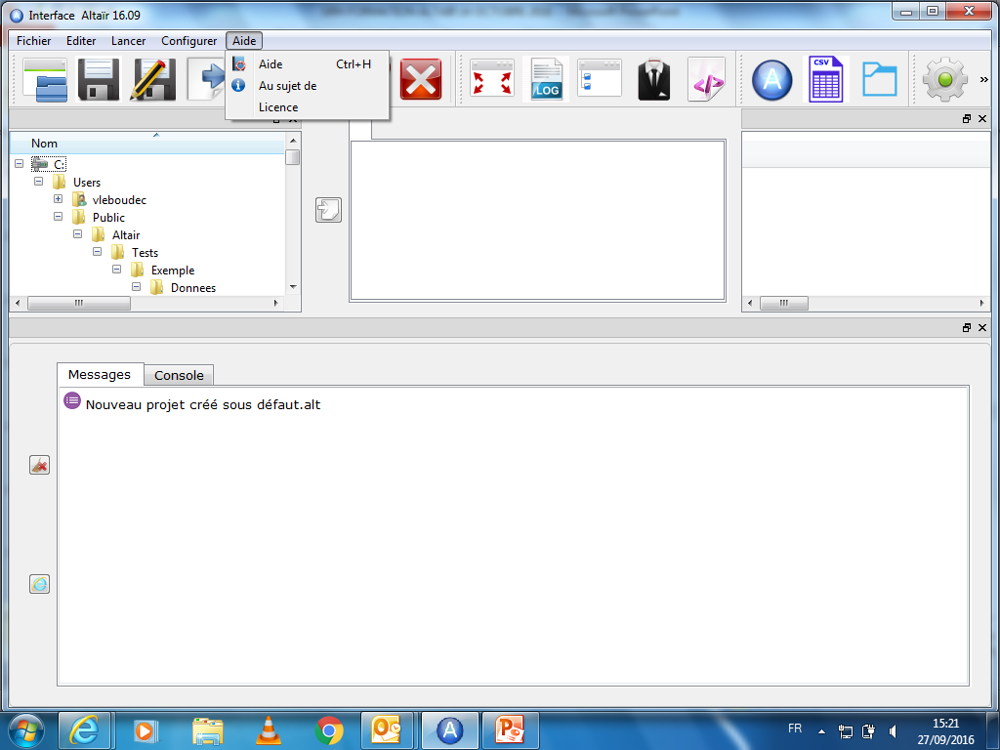 Interface Altaïr 16.09
Fichier Editer Lancer Configurer Aide
Aide Ctrl+H
Au sujet de
Licence
LOG
A
CSV
»
Nom
C:
Users
vleboudec
Public
Altair
Tests
Exemple
Donnees
Messages Console
Nouveau projet créé sous défaut.alt
FR
15:21
27/09/2016